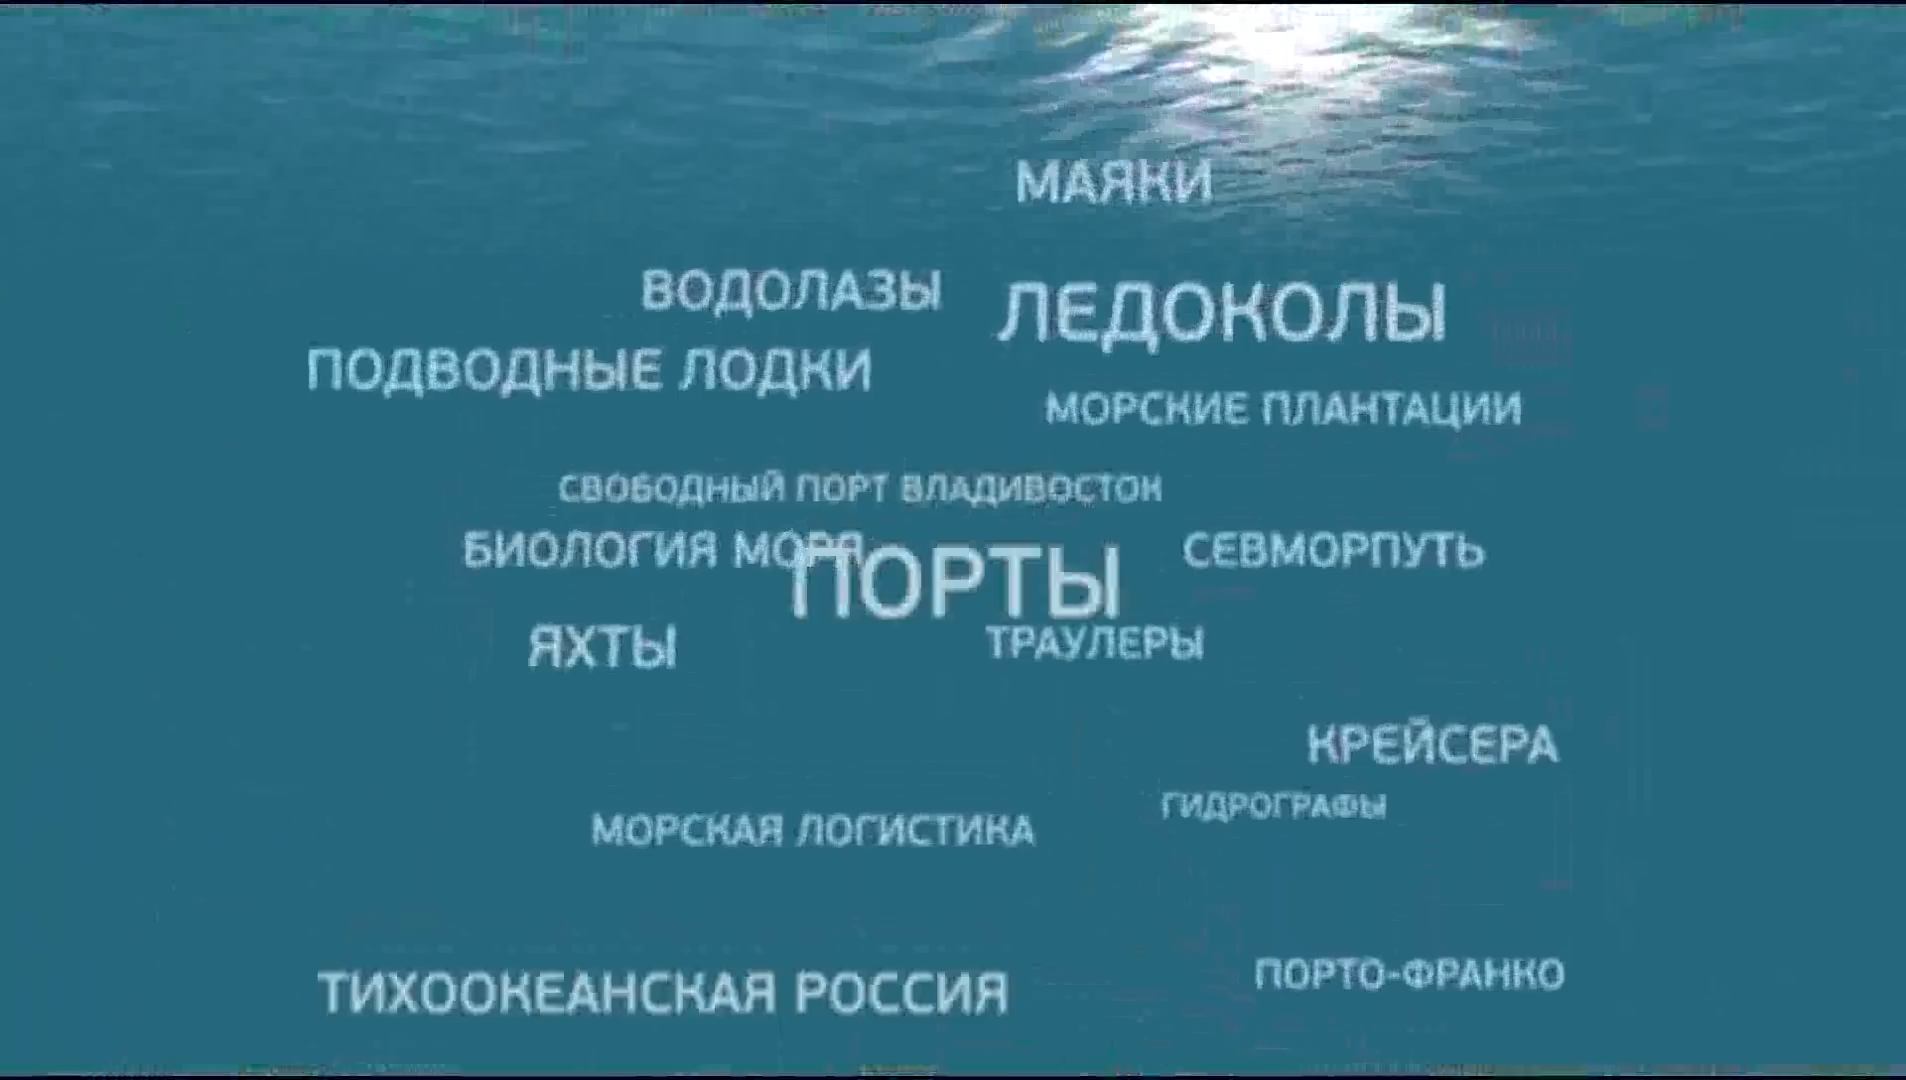 МАЯКИ
ВОДОЛАЗЫ
ЛЕДОКОЛЫ
ПОДВОДНЫЕ ЛОДКИ
МОРСКИЕ ПЛАНТАЦИИ
СВОБОДНЫЙ ПОРТ ВЛАДИВОСТОК
БИОЛОГИЯ МОРЯ
ПОРТЫ
СЕВМОРПУТЬ
ЯХТЫ
ТРАУЛЕРЫ
КРЕЙСЕРА
ГИДРОГРАФЫ
МОРСКАЯ ЛОГИСТИКА
ПОРТО-ФРАНКО
ТИХООКЕАНСКАЯ РОССИЯ